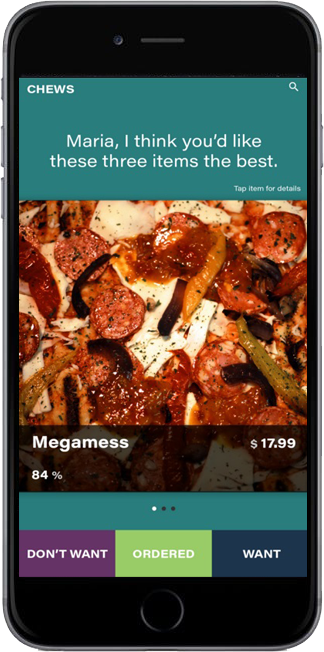 CHEWS
Maria, I think you'd like
these three items the best.
Tap item for details
Megamess $ 17.99
84 %
DON'T WANT ORDERED WANT